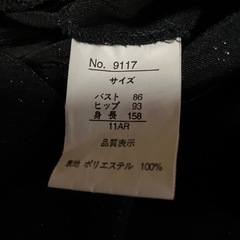 No. 9117
サイズ
バスト 86
ヒップ 93
身長 158
11AR
品質表示
表地 ポリエステル 100%